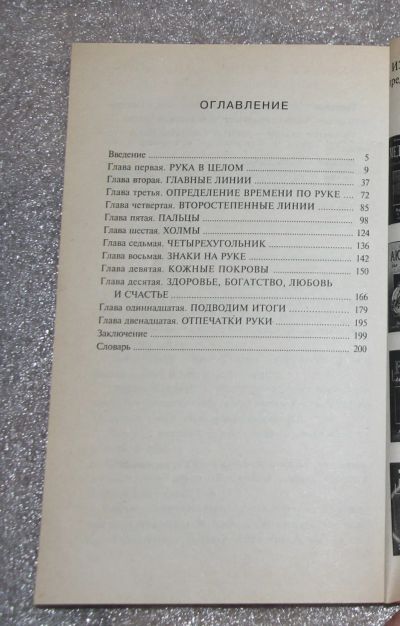 ОГЛАВЛЕНИЕ
Введение 5
Глава первая. РУКА В ЦЕЛОМ 9
Глава вторая. ГЛАВНЫЕ ЛИНИИ 37
Глава третья. ОПРЕДЕЛЕНИЕ ВРЕМЕНИ ПО РУКЕ 72
Глава четвертая. ВТОРОСТЕПЕННЫЕ ЛИНИИ 85
Глава пятая. ПАЛЬЦЫ 98
Глава шестая. ХОЛМЫ 124
Глава седьмая. ЧЕТЫРЕХУГОЛЬНИК 136
Глава восьмая. ЗНАКИ НА РУКЕ 142
Глава девятая. КОЖНЫЕ ПОКРОВЫ 150
Глава десятая. ЗДОРОВЬЕ, БОГАТСТВО, ЛЮБОВЬ
И СЧАСТЬЕ 166
Глава одиннадцатая. ПОДВОДИМ ИТОГИ 179
Глава двенадцатая. ОТПЕЧАТКИ РУКИ 195
Заключение 199
Словарь 200